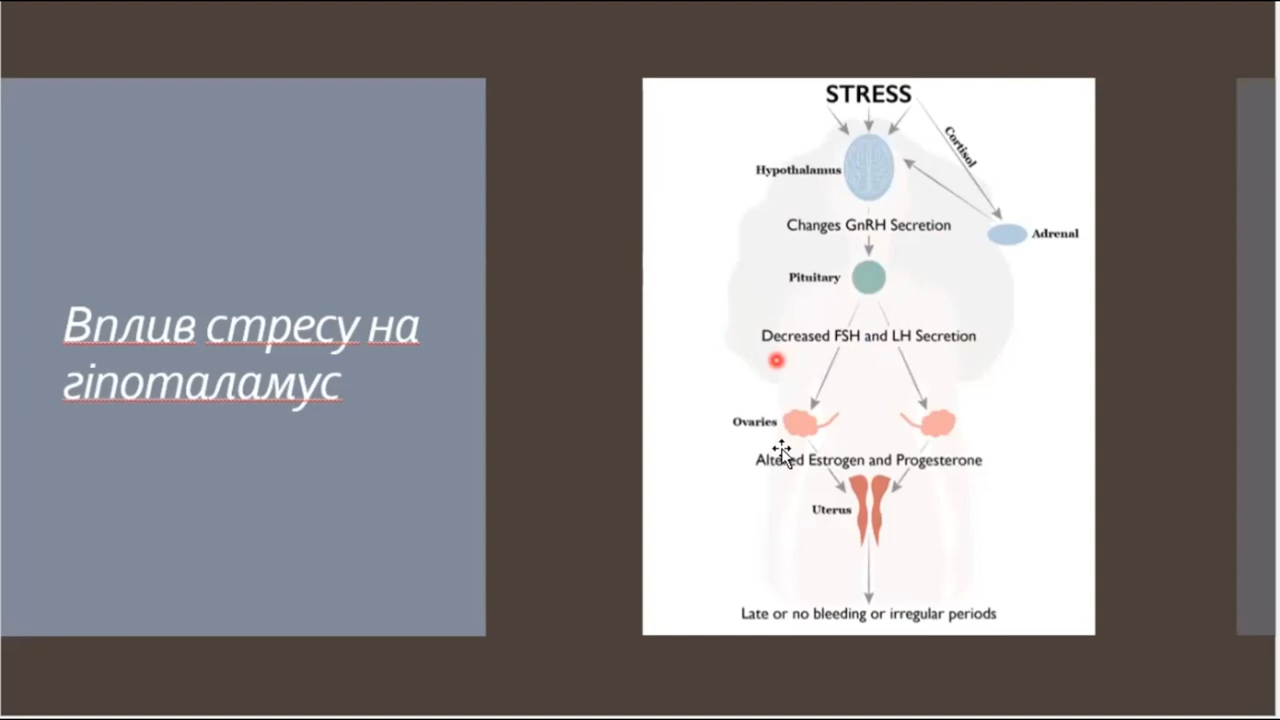 Вплив стресу на
гіпоталамус
STRESS
Cortisol
Hypothalamus
Changes GnRH Secretion
Adrenal
Pituitary
Decreased FSH and LH Secretion
Ovaries
Altered Estrogen and Progesterone
Uterus
Late or no bleeding or irregular periods